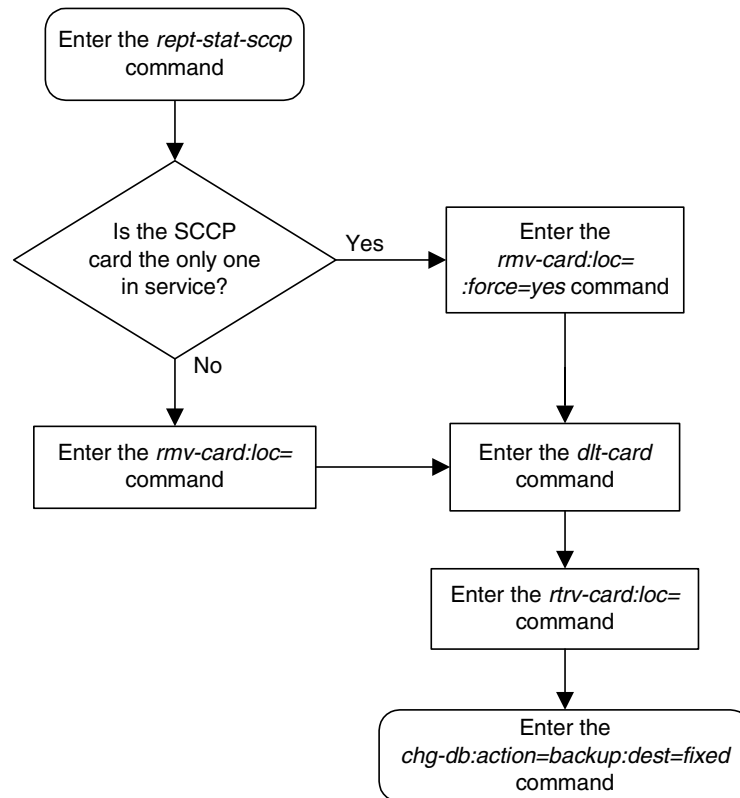 Enter the rept-stat-sccp
command
Is the SCCP
card the only one
in service?
Yes
Enter the
rmv-card:loc=
:force=yes command
No
Enter the rmv-card:loc=
command
Enter the dlt-card
command
Enter the rtrv-card:loc=
command
Enter the
chg-db:action=backup:dest=fixed
command